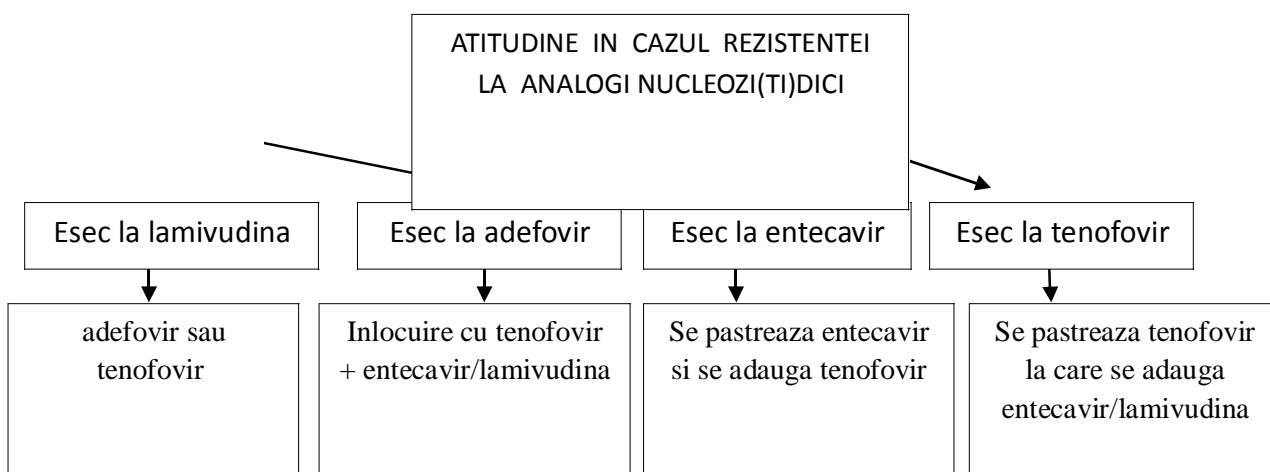 ATITUDINE IN CAZUL REZISTENTEI
LA ANALOGI NUCLEOZI(TI)DICI
Esec la lamivudina
Esec la adefovir
Esec la entecavir
Esec la tenofovir
adefovir sau
tenofovir
Inlocuire cu tenofovir
+ entecavir/lamivudina
Se pastreaza entecavir
si se adauga tenofovir
Se pastreaza tenofovir
la care se adauga
entecavir/lamivudina